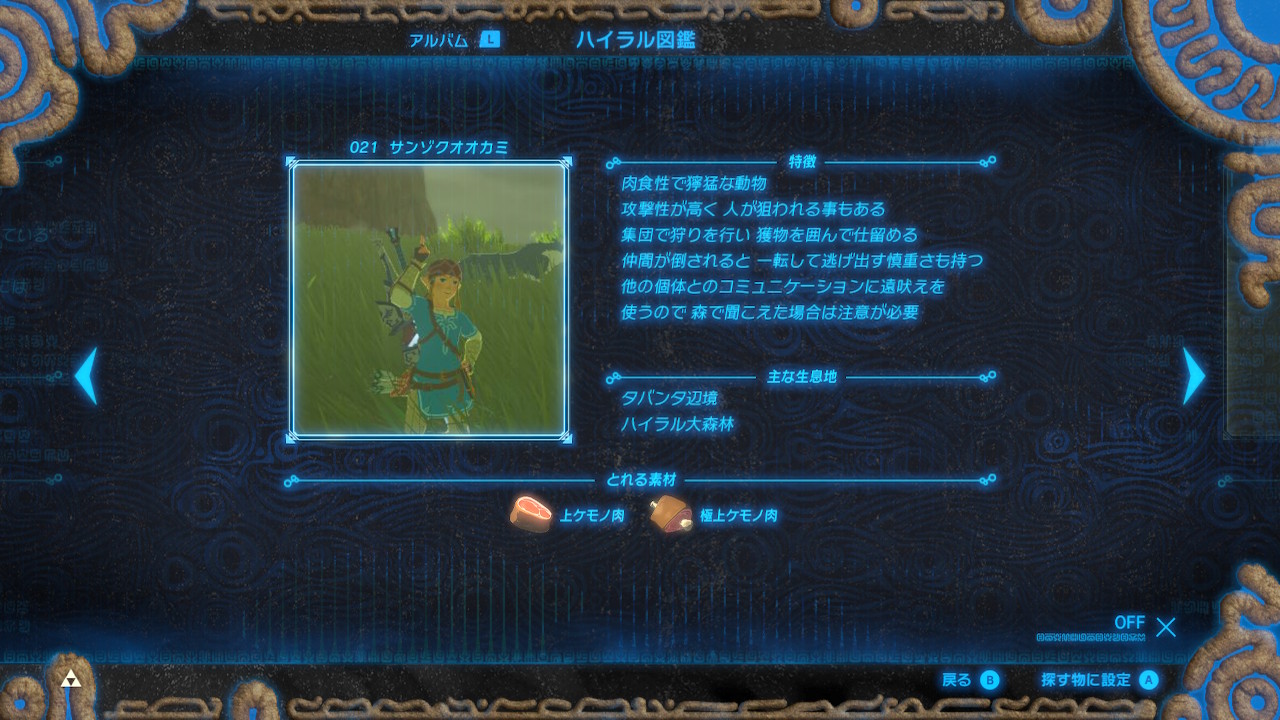 アルバム L
ハイラル図鑑
021 サンゾクオオカミ
特徴
肉食性で獰猛な動物
攻撃性が高く 人が狙われる事もある
集団で狩りを行い 獲物を囲んで仕留める
仲間が倒されると 一転して逃げ出す慎重さも持つ
他の個体とのコミュニケーションに遠吠えを
使うので 森で聞こえた場合は注意が必要
主な生息地
タバンタ辺境
ハイラル大森林
とれる素材
上ケモノ肉 極上ケモノ肉
OFF
戻る B 探す物に設定 A